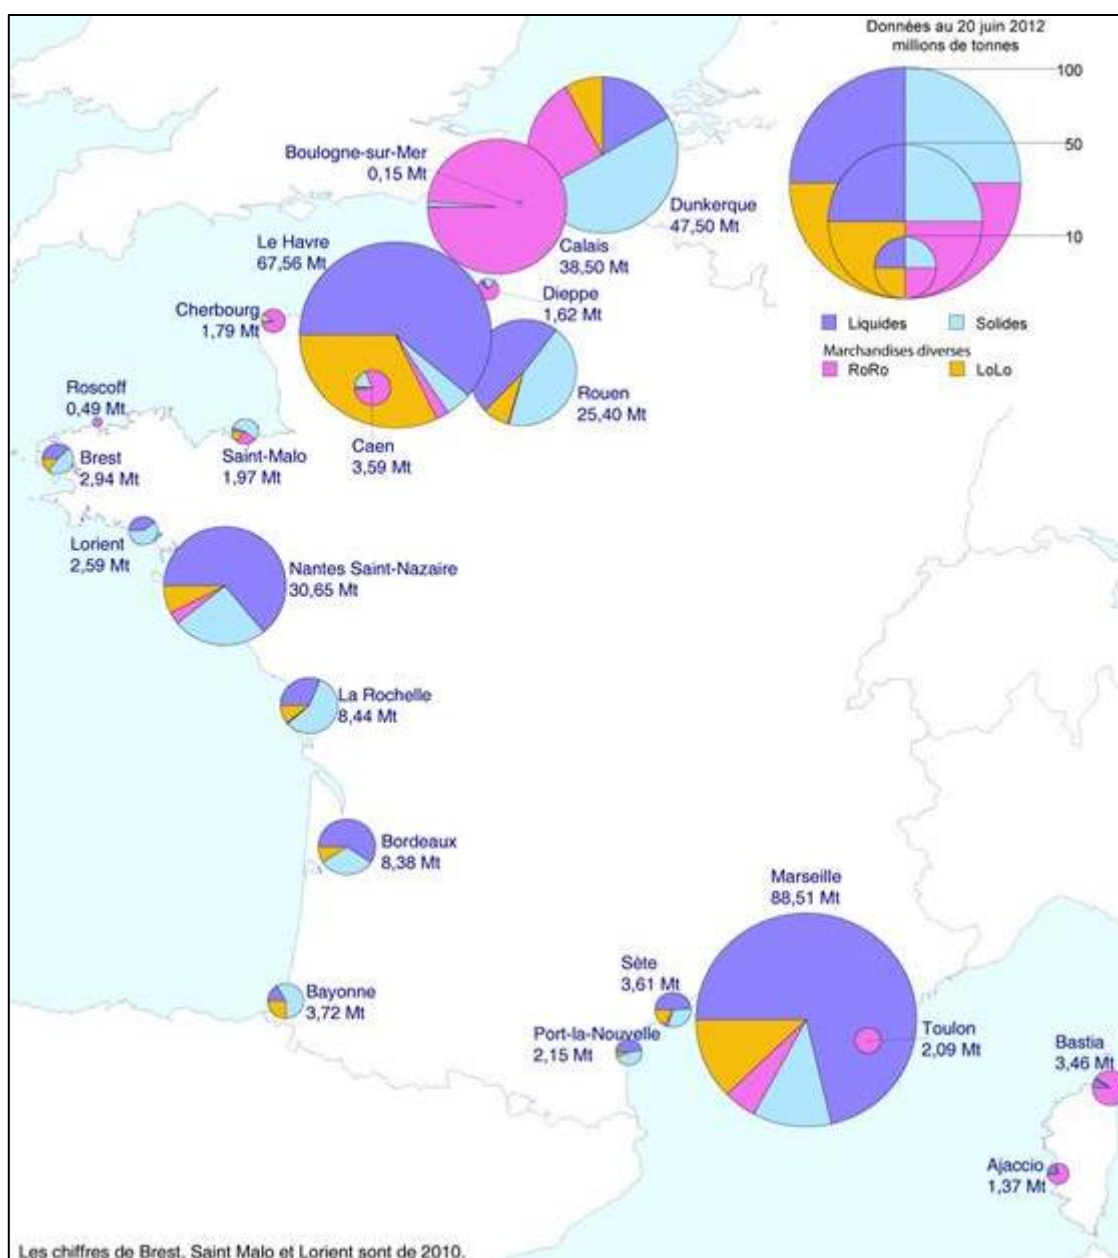 Données au 20 juin 2012
millions de tonnes
100
50
10
Liquides
Solides
Marchandises diverses
RoRo
LoLo
Boulogne-sur-Mer
0,15 Mt
Dunkerque
47,50 Mt
Le Havre
67,56 Mt
Calais
38,50 Mt
Dieppe
1,62 Mt
Cherbourg
1,79 Mt
Roscoff
0,49 Mt
Rouen
25,40 Mt
Caen
3,59 Mt
Saint-Malo
1,97 Mt
Brest
2,94 Mt
Lorient
2,59 Mt
Nantes Saint-Nazaire
30,65 Mt
La Rochelle
8,44 Mt
Bordeaux
8,38 Mt
Marseille
88,51 Mt
Sète
3,61 Mt
Bayonne
3,72 Mt
Port-la-Nouvelle
2,15 Mt
Toulon
2,09 Mt
Bastia
3,46 Mt
Ajaccio
1,37 Mt
Les chiffres de Brest, Saint Malo et Lorient sont de 2010.